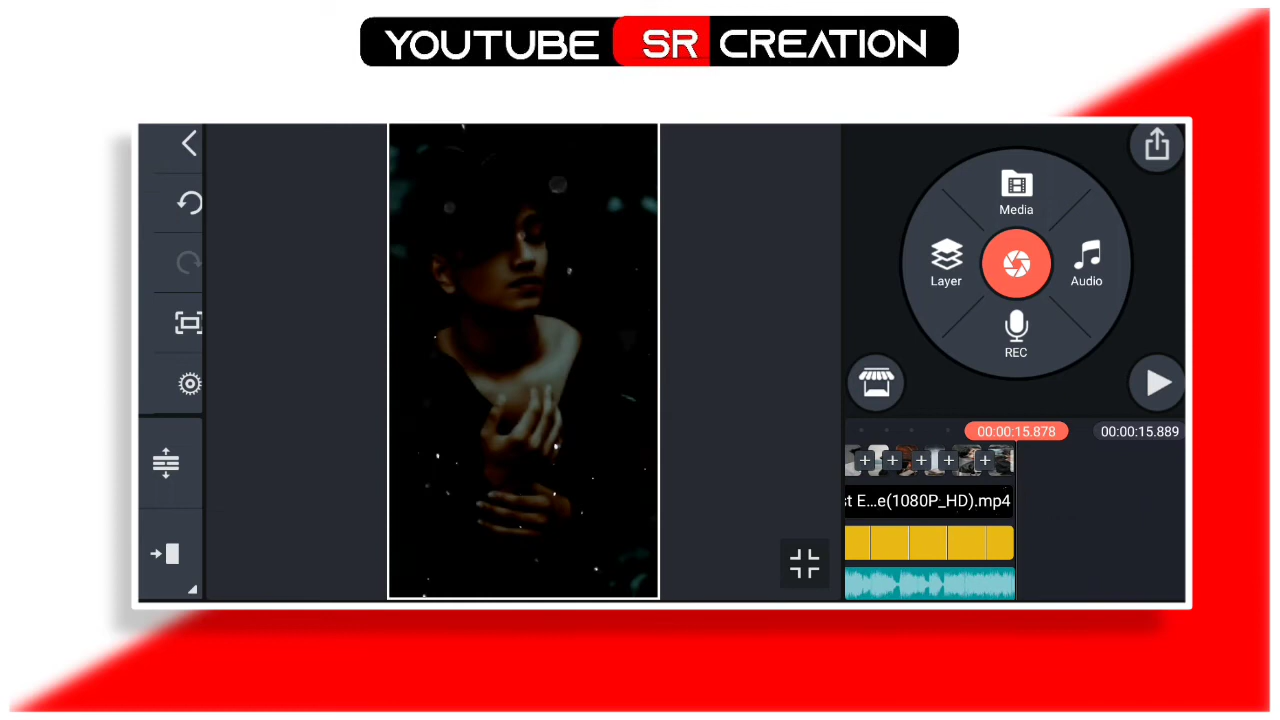 YOUTUBE SR CREATION
Media
Layer
Audio
REC
00:00:15.878
00:00:15.889
st E...e(1080P_HD).mp4